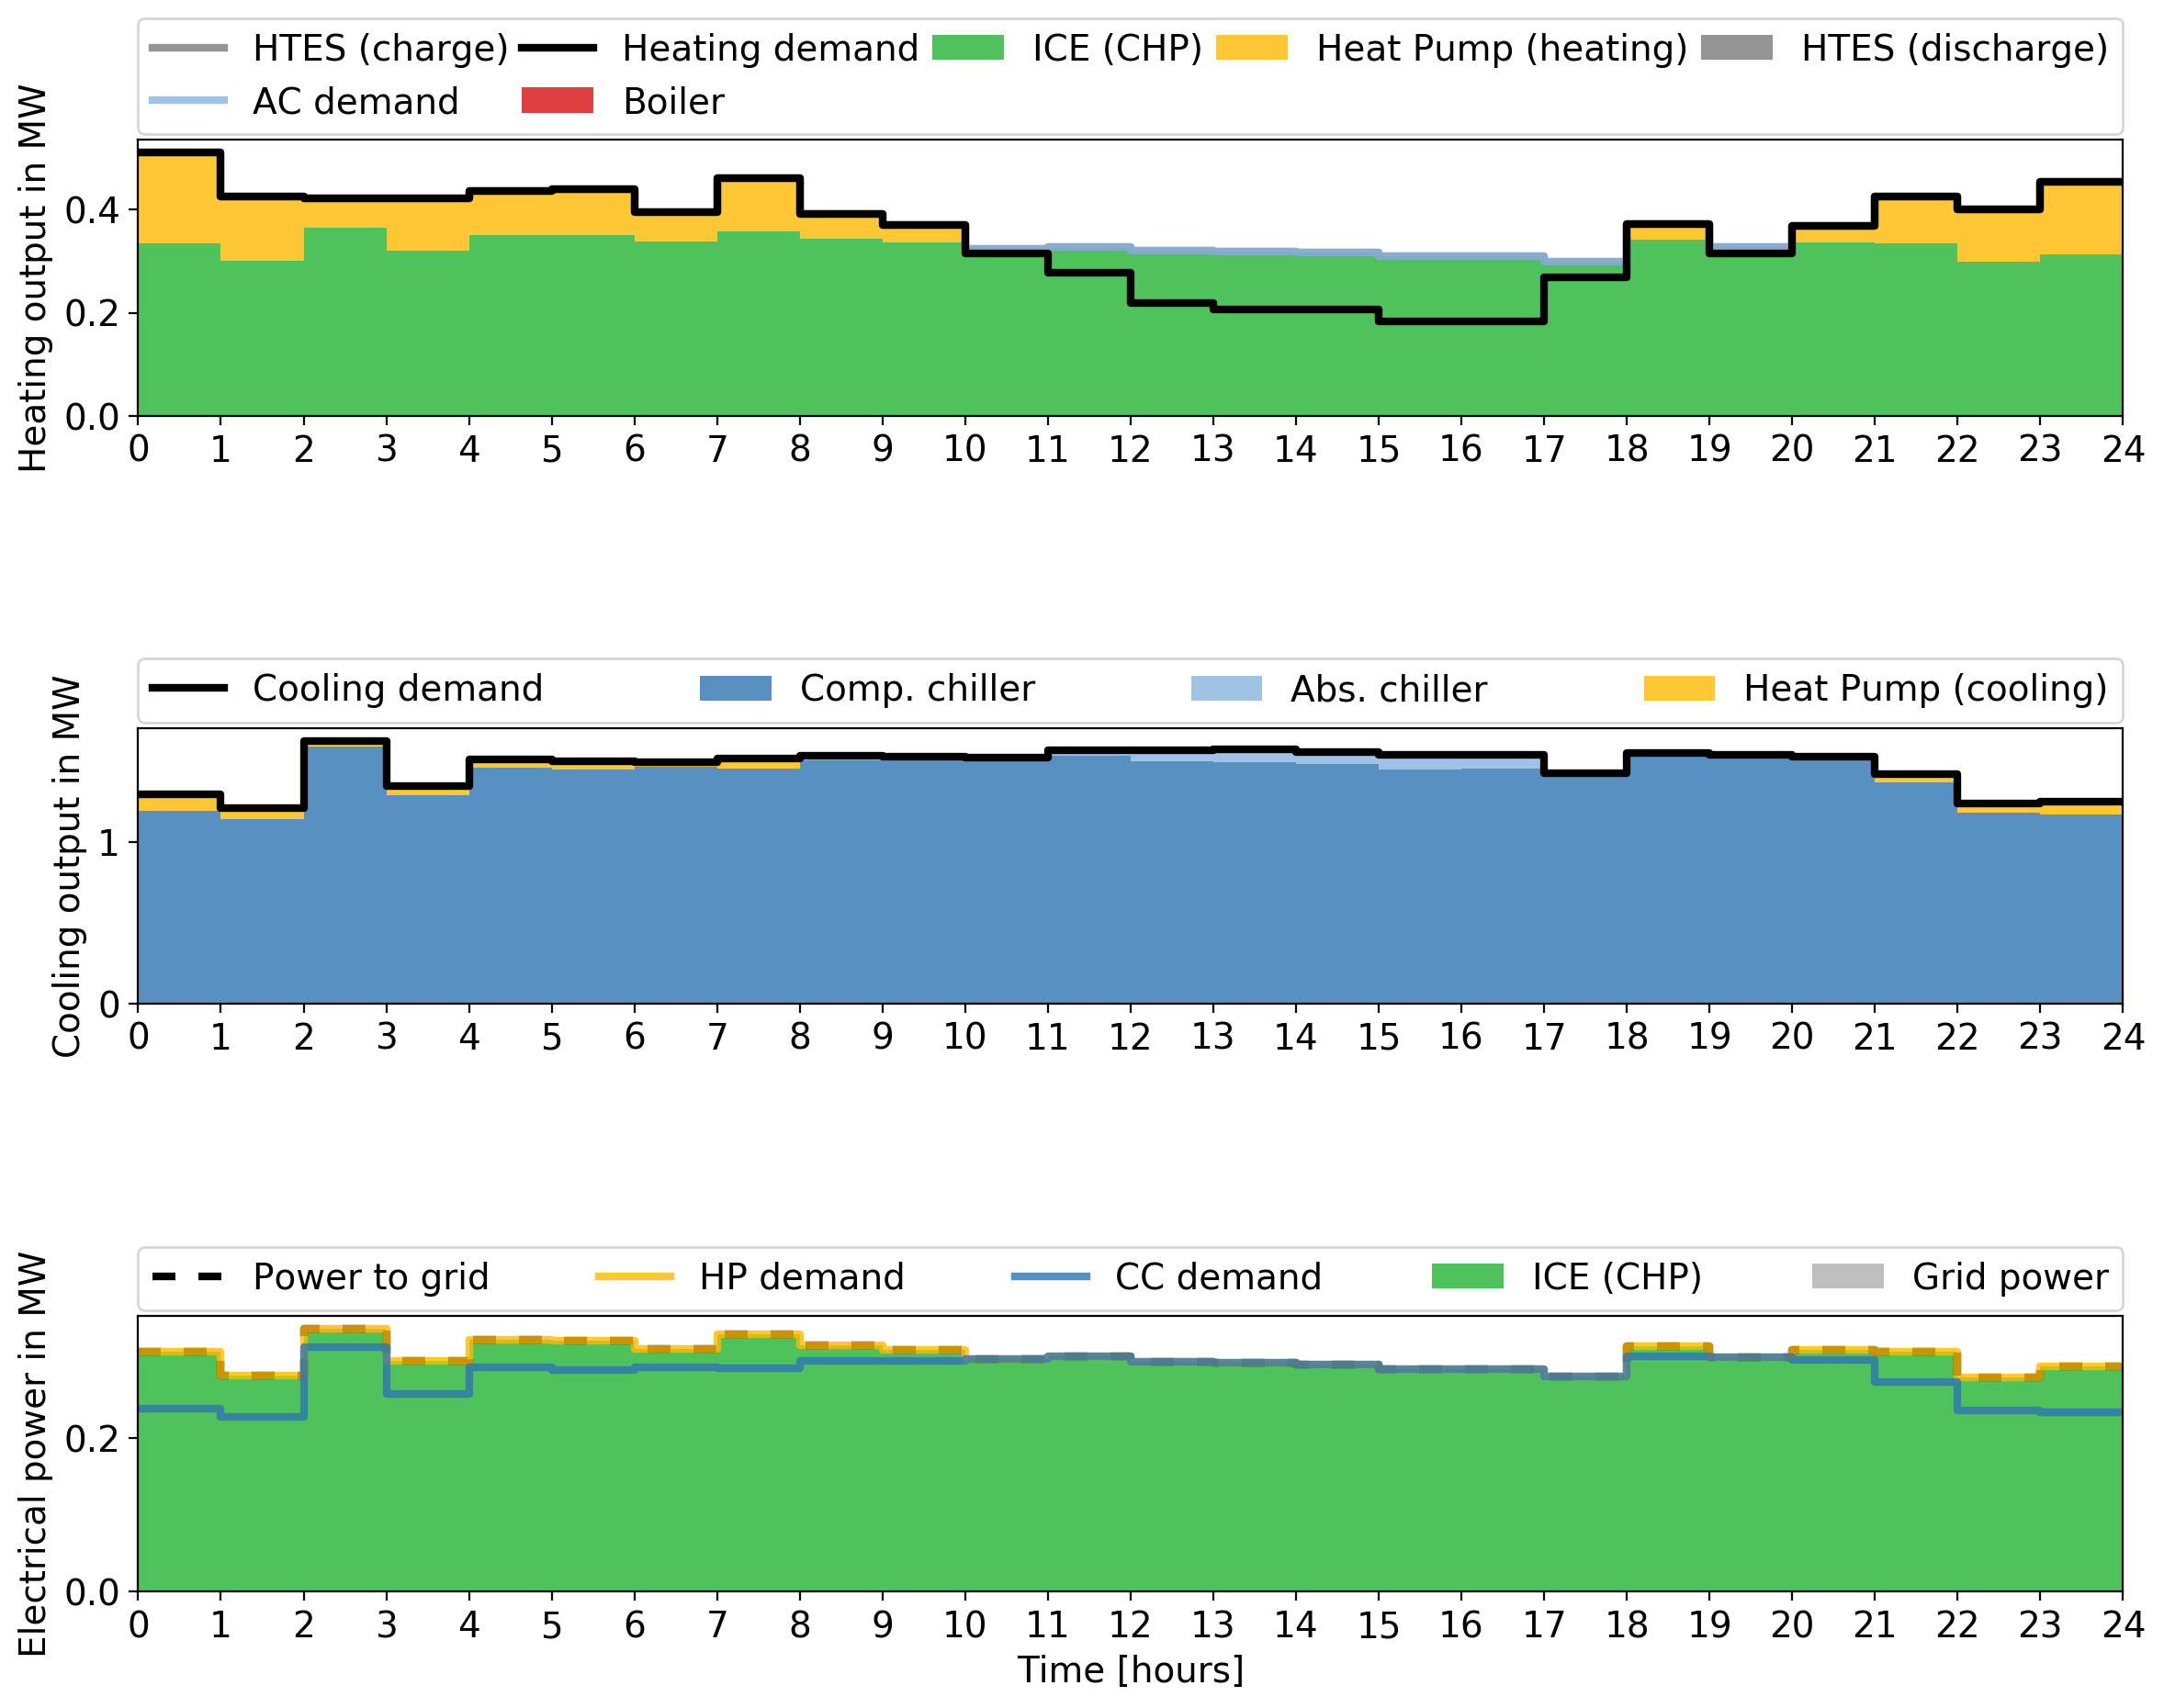 HTES (charge) Heating demand ICE (CHP) Heat Pump (heating) HTES (discharge)
AC demand Boiler
Heating output in MW
0.4
0.2
0.0
0 1 2 3 4 5 6 7 8 9 10 11 12 13 14 15 16 17 18 19 20 21 22 23 24
Cooling demand Comp. chiller Abs. chiller Heat Pump (cooling)
Cooling output in MW
1
0
0 1 2 3 4 5 6 7 8 9 10 11 12 13 14 15 16 17 18 19 20 21 22 23 24
Power to grid HP demand CC demand ICE (CHP) Grid power
Electrical power in MW
0.2
0.0
0 1 2 3 4 5 6 7 8 9 10 11 12 13 14 15 16 17 18 19 20 21 22 23 24
Time [hours]